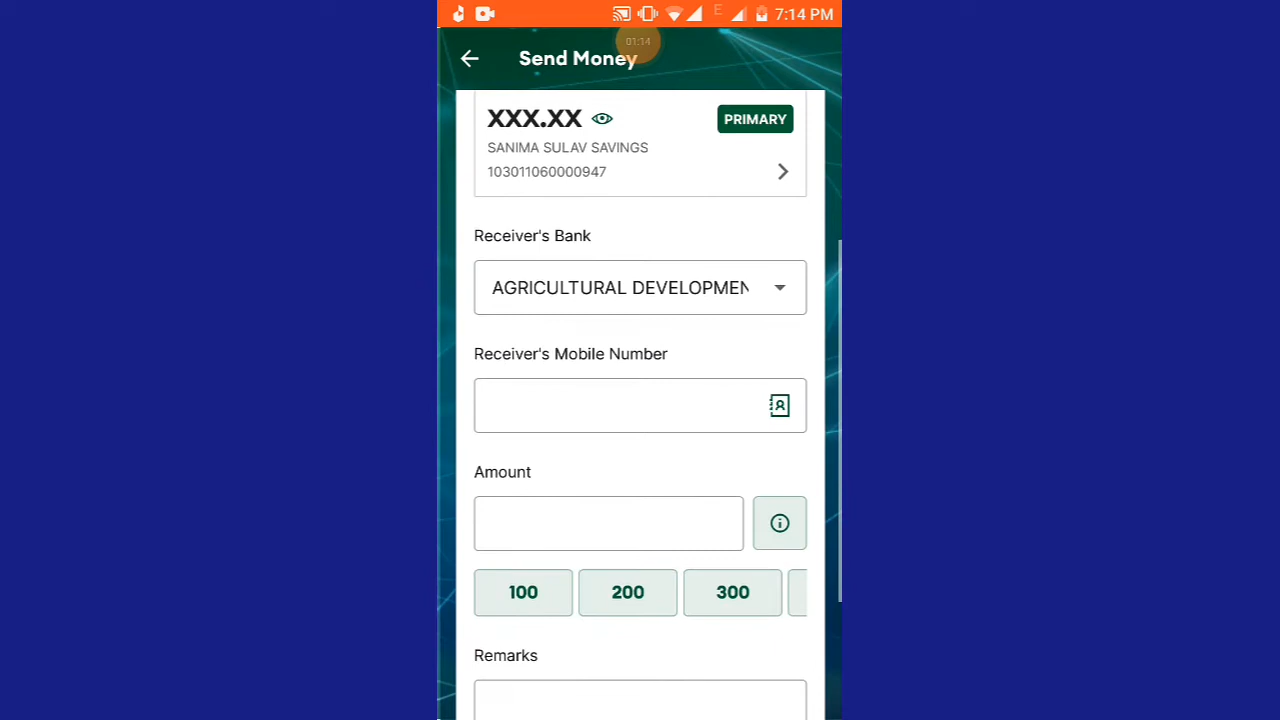 E 7:14 PM
01:14
Send Money
XXX.XX PRIMARY
SANIMA SULAV SAVINGS
103011060000947
Receiver's Bank
AGRICULTURAL DEVELOPMEN
Receiver's Mobile Number
Amount
100 200 300
Remarks